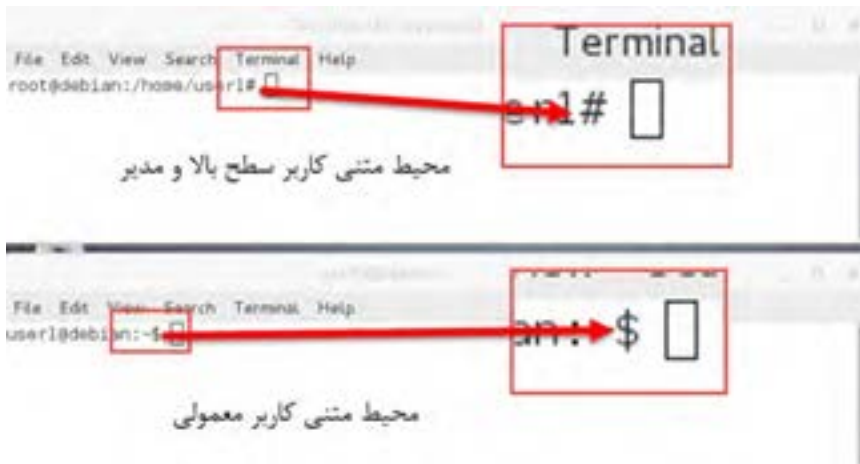 File Edit View Search Terminal Help
root@debian:/home/user1#
Terminal
er1#
محیط متنی کاربر سطح بالا و مدیر
File Edit View Search Terminal Help
user1@debian:~$
an:~$
محیط متنی کاربر معمولی